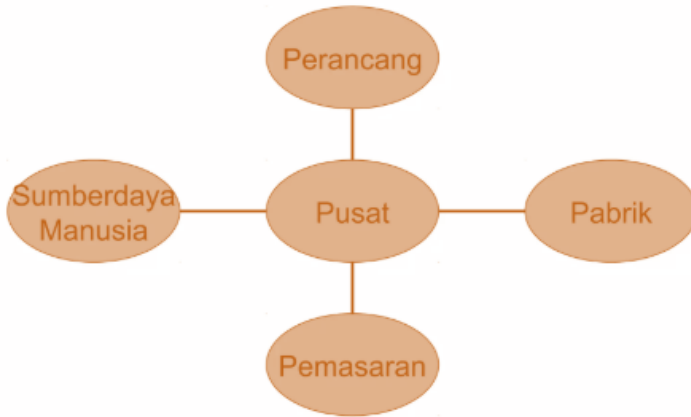 Perancang
Sumberdaya
Manusia
Pusat
Pabrik
Pemasaran